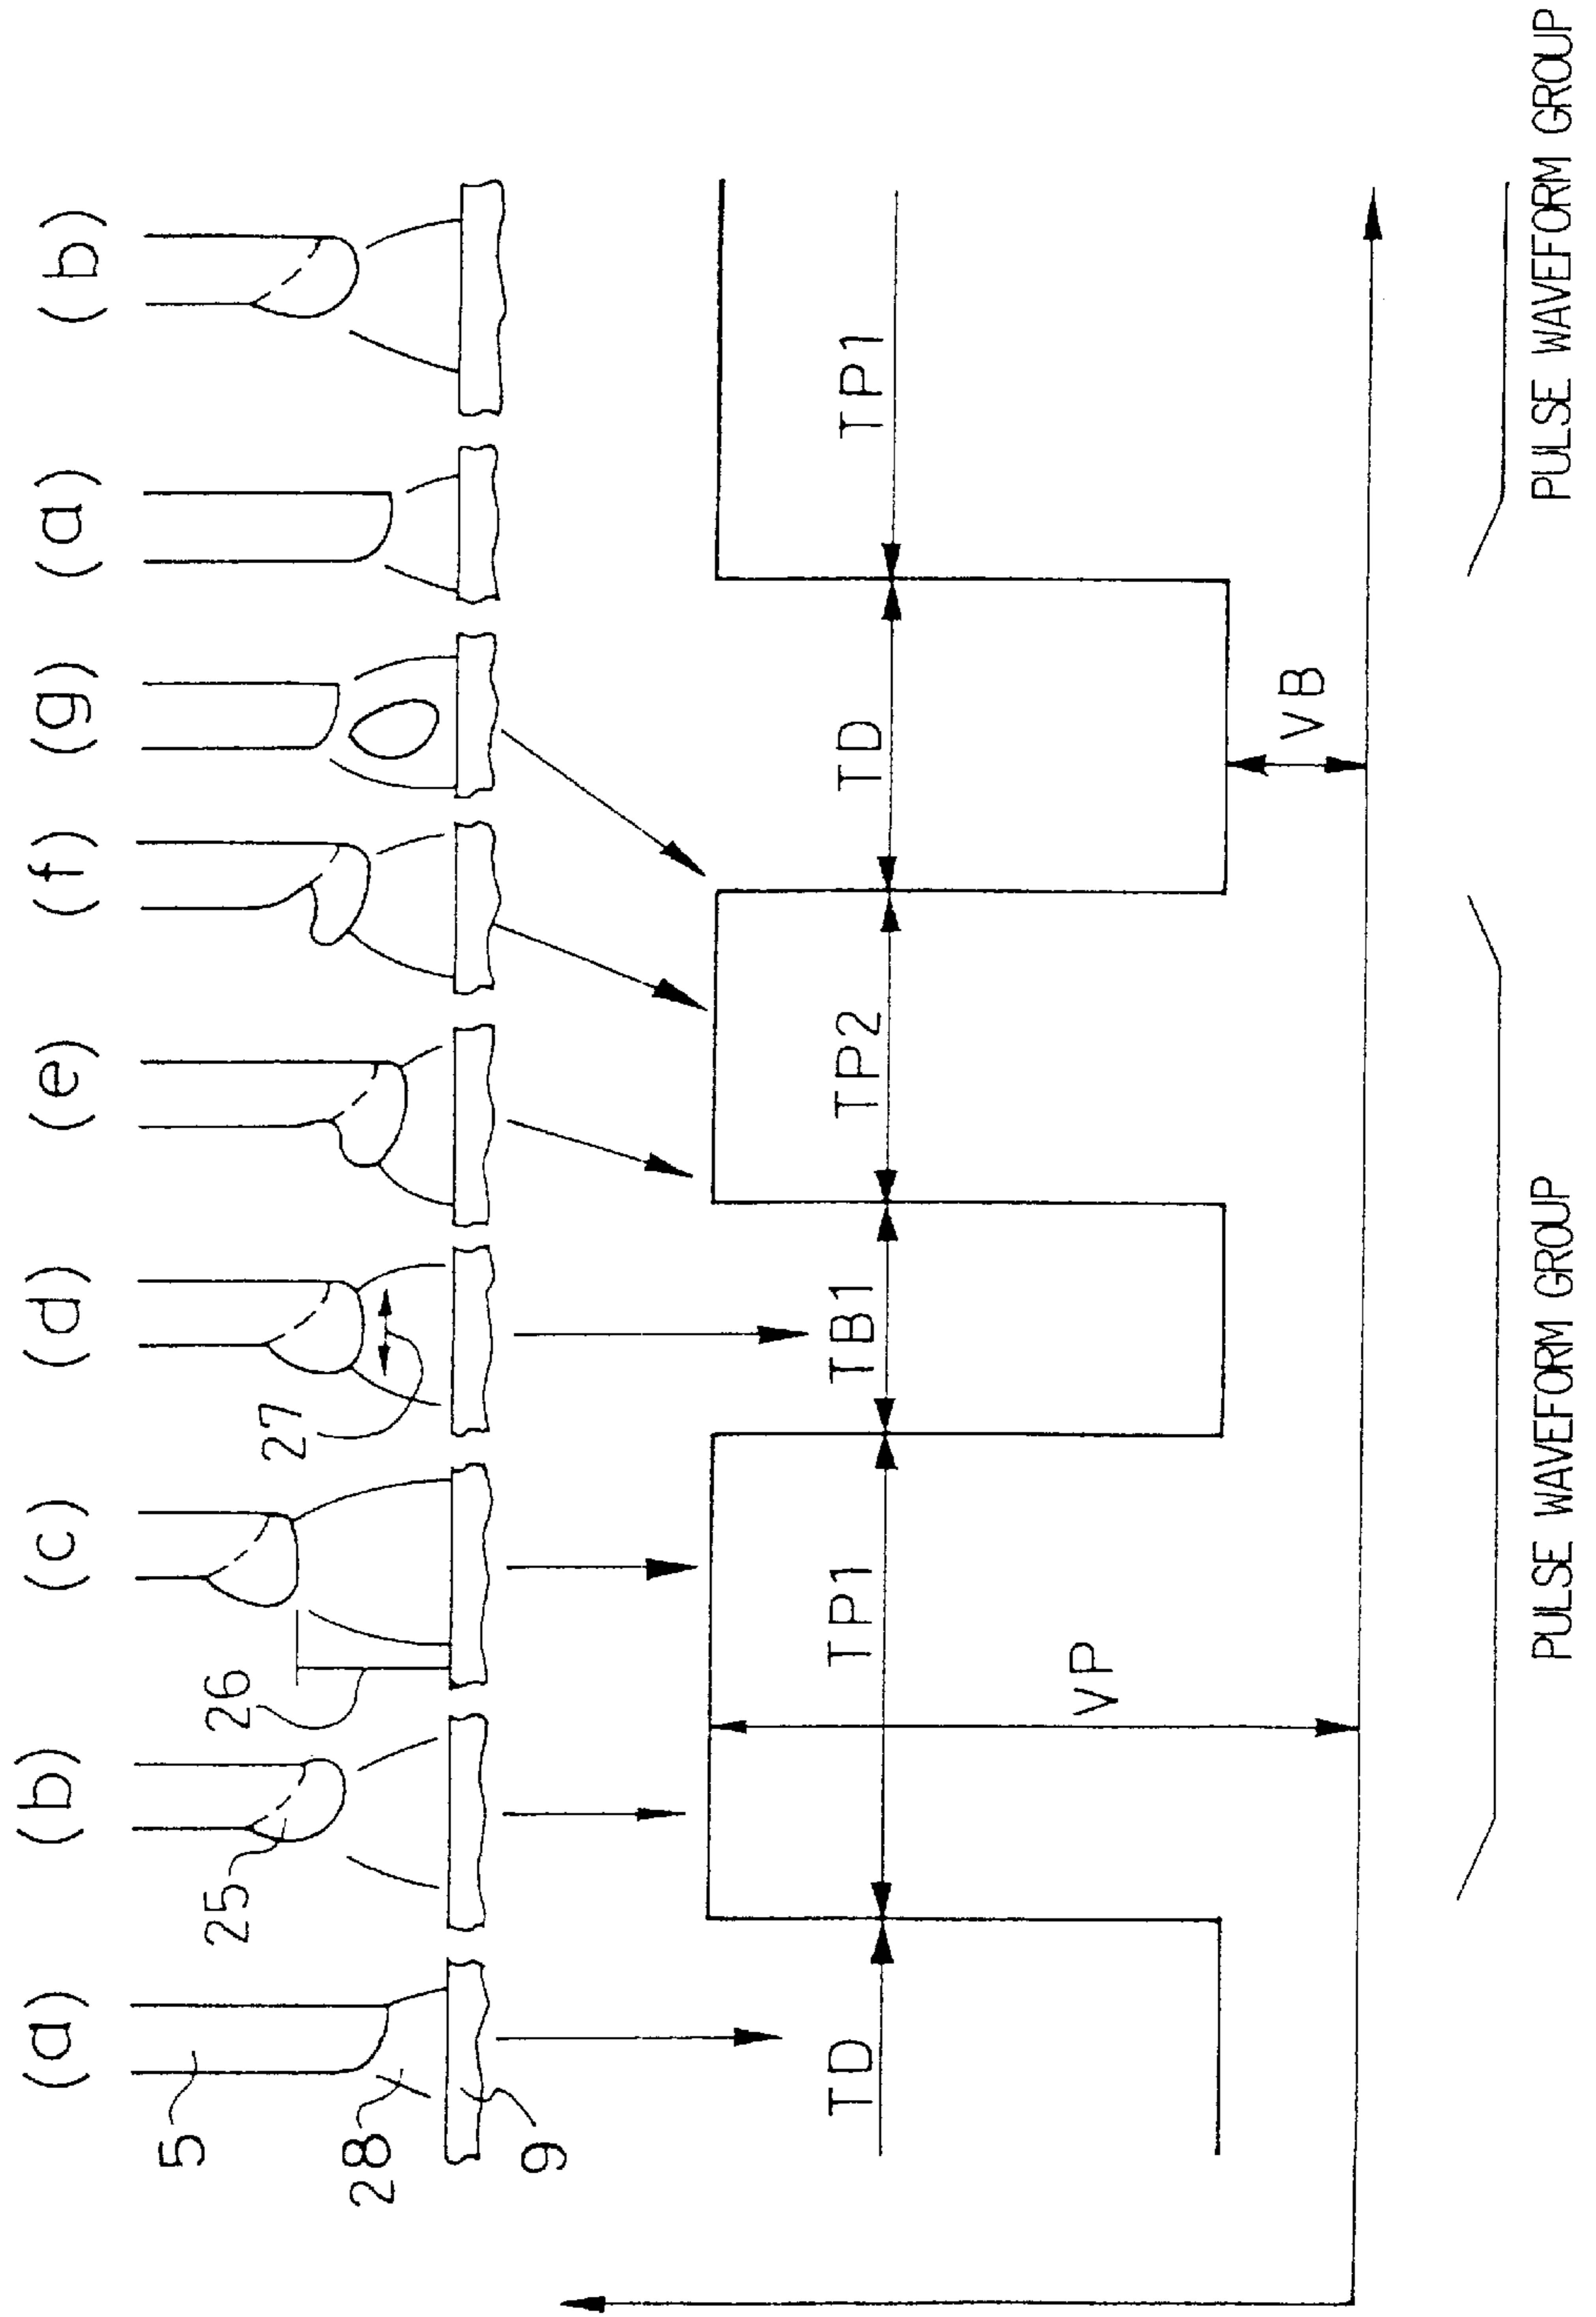 (a) (b) (c) (d) (e) (f) (g) (a) (b)
5
25
26
27
28
9
TD TP1 TB1 TP2 TD TP1
VP
VB
PULSE WAVEFORM GROUP PULSE WAVEFORM GROUP